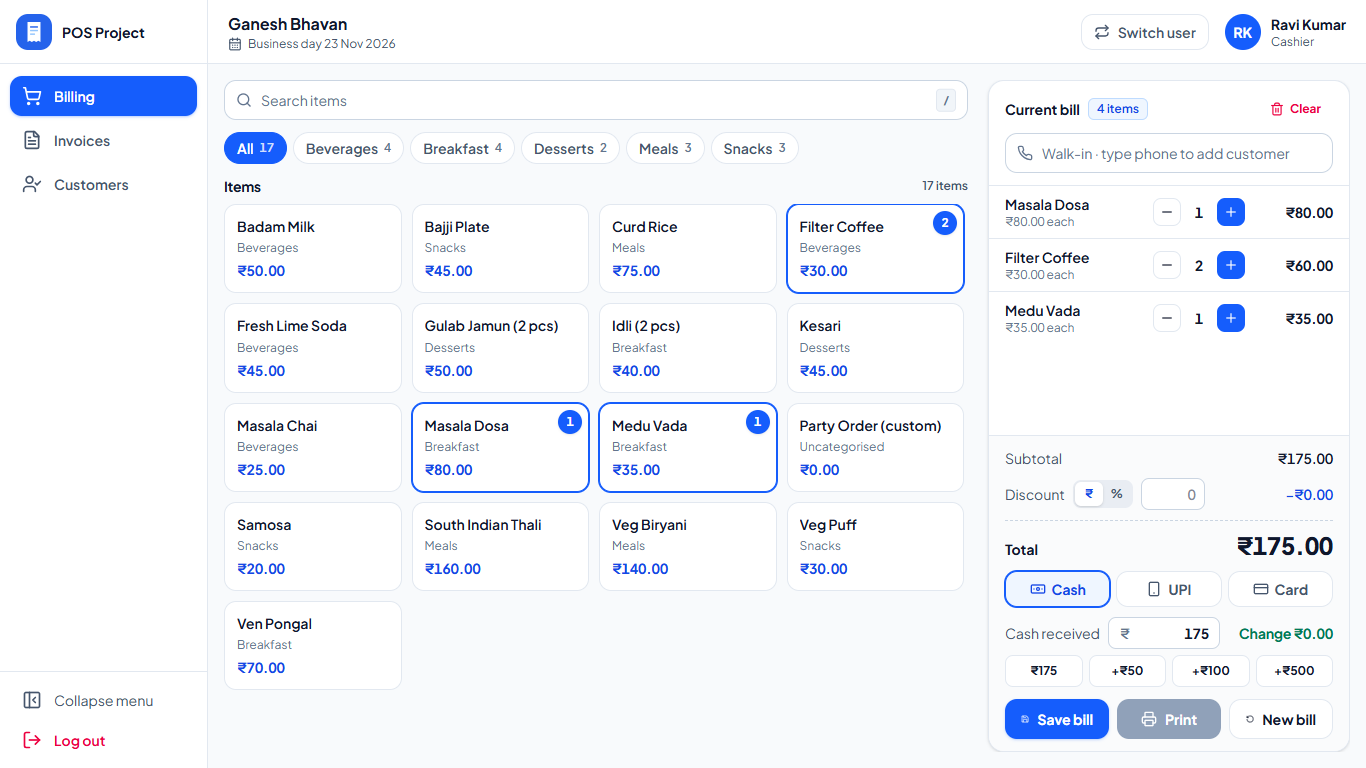 POS Project
Ganesh Bhavan
Business day 23 Nov 2026
Switch user
RK
Ravi Kumar
Cashier
Billing
Invoices
Customers
Collapse menu
Log out
Search items /
All 17 Beverages 4 Breakfast 4 Desserts 2 Meals 3 Snacks 3
Items 17 items
Badam Milk
Beverages
₹50.00
Bajji Plate
Snacks
₹45.00
Curd Rice
Meals
₹75.00
Filter Coffee 2
Beverages
₹30.00
Fresh Lime Soda
Beverages
₹45.00
Gulab Jamun (2 pcs)
Desserts
₹50.00
Idli (2 pcs)
Breakfast
₹40.00
Kesari
Desserts
₹45.00
Masala Chai
Beverages
₹25.00
Masala Dosa 1
Breakfast
₹80.00
Medu Vada 1
Breakfast
₹35.00
Party Order (custom)
Uncategorised
₹0.00
Samosa
Snacks
₹20.00
South Indian Thali
Meals
₹160.00
Veg Biryani
Meals
₹140.00
Veg Puff
Snacks
₹30.00
Ven Pongal
Breakfast
₹70.00
Current bill 4 items Clear
Walk-in · type phone to add customer
Masala Dosa
₹80.00 each
− 1 + ₹80.00
Filter Coffee
₹30.00 each
− 2 + ₹60.00
Medu Vada
₹35.00 each
− 1 + ₹35.00
Subtotal ₹175.00
Discount ₹ % 0 −₹0.00
Total ₹175.00
Cash UPI Card
Cash received ₹ 175 Change ₹0.00
₹175 +₹50 +₹100 +₹500
Save bill Print New bill